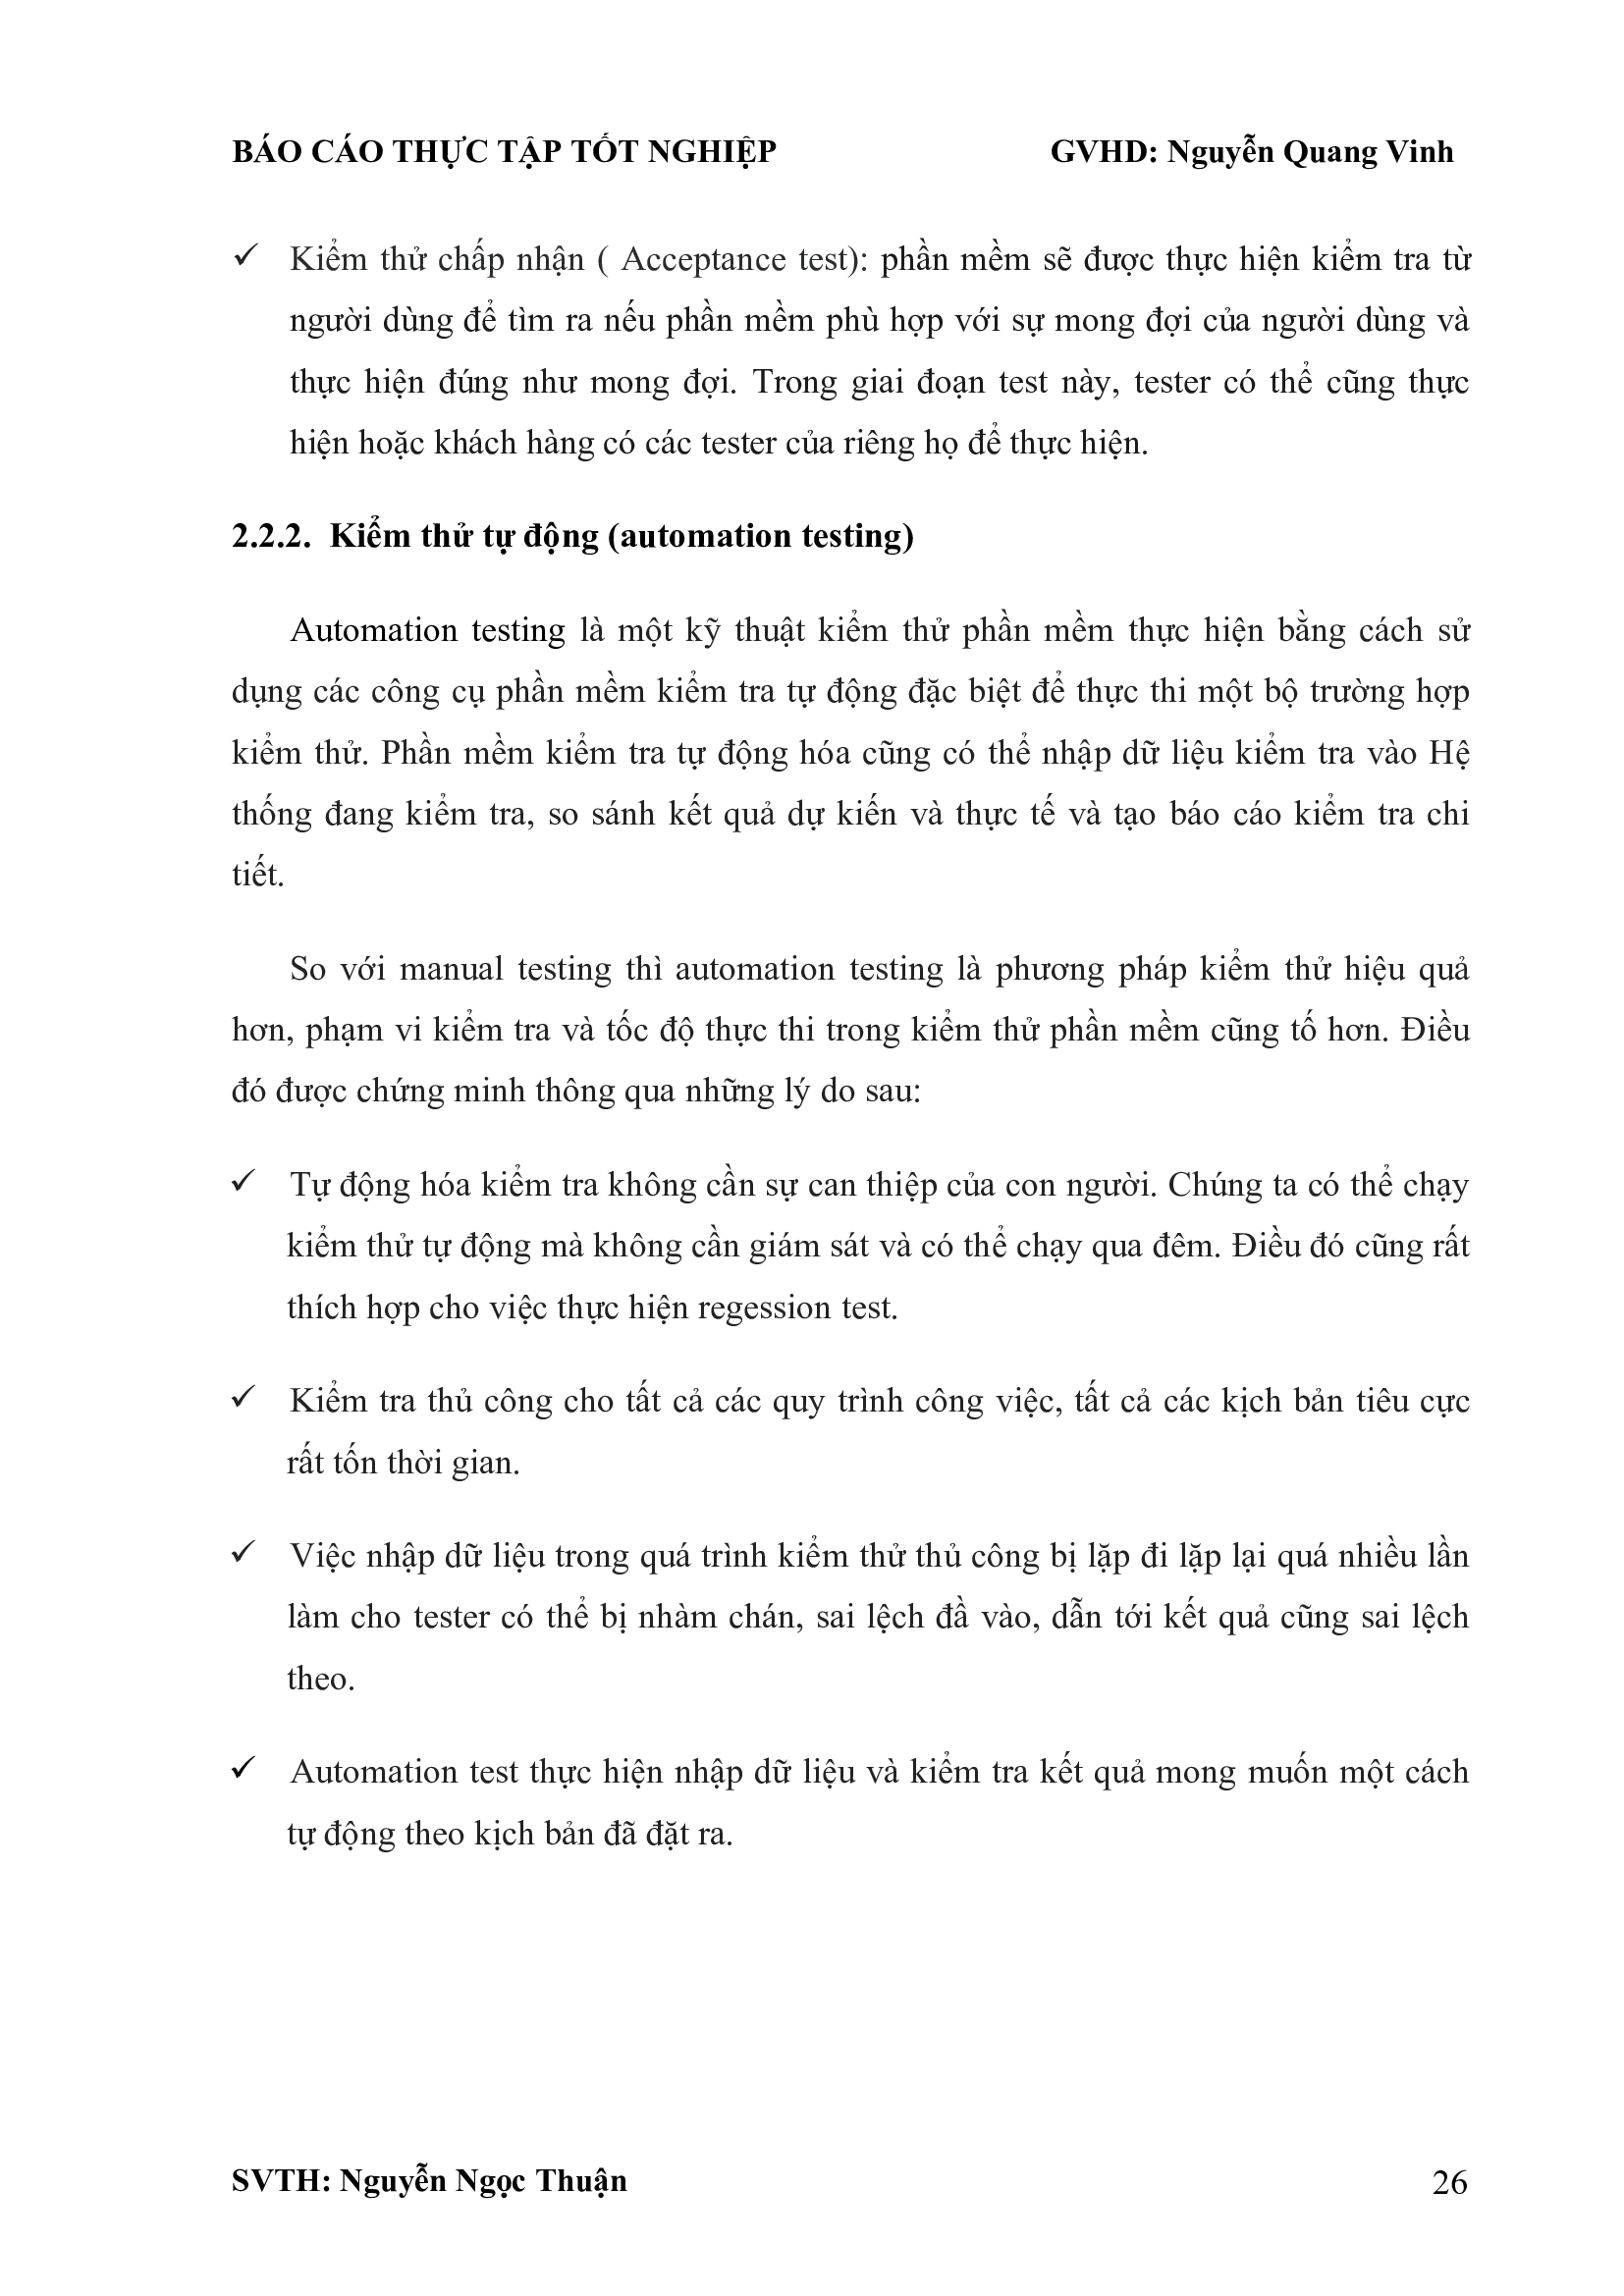 BÁO CÁO THỰC TẬP TỐT NGHIỆP GVHD: Nguyễn Quang Vinh
✓ Kiểm thử chấp nhận ( Acceptance test): phần mềm sẽ được thực hiện kiểm tra từ
người dùng để tìm ra nếu phần mềm phù hợp với sự mong đợi của người dùng và
thực hiện đúng như mong đợi. Trong giai đoạn test này, tester có thể cũng thực
hiện hoặc khách hàng có các tester của riêng họ để thực hiện.
2.2.2. Kiểm thử tự động (automation testing)
Automation testing là một kỹ thuật kiểm thử phần mềm thực hiện bằng cách sử
dụng các công cụ phần mềm kiểm tra tự động đặc biệt để thực thi một bộ trường hợp
kiểm thử. Phần mềm kiểm tra tự động hóa cũng có thể nhập dữ liệu kiểm tra vào Hệ
thống đang kiểm tra, so sánh kết quả dự kiến và thực tế và tạo báo cáo kiểm tra chi
tiết.
So với manual testing thì automation testing là phương pháp kiểm thử hiệu quả
hơn, phạm vi kiểm tra và tốc độ thực thi trong kiểm thử phần mềm cũng tố hơn. Điều
đó được chứng minh thông qua những lý do sau:
✓ Tự động hóa kiểm tra không cần sự can thiệp của con người. Chúng ta có thể chạy
kiểm thử tự động mà không cần giám sát và có thể chạy qua đêm. Điều đó cũng rất
thích hợp cho việc thực hiện regession test.
✓ Kiểm tra thủ công cho tất cả các quy trình công việc, tất cả các kịch bản tiêu cực
rất tốn thời gian.
✓ Việc nhập dữ liệu trong quá trình kiểm thử thủ công bị lặp đi lặp lại quá nhiều lần
làm cho tester có thể bị nhàm chán, sai lệch đầ vào, dẫn tới kết quả cũng sai lệch
theo.
✓ Automation test thực hiện nhập dữ liệu và kiểm tra kết quả mong muốn một cách
tự động theo kịch bản đã đặt ra.
SVTH: Nguyễn Ngọc Thuận 26